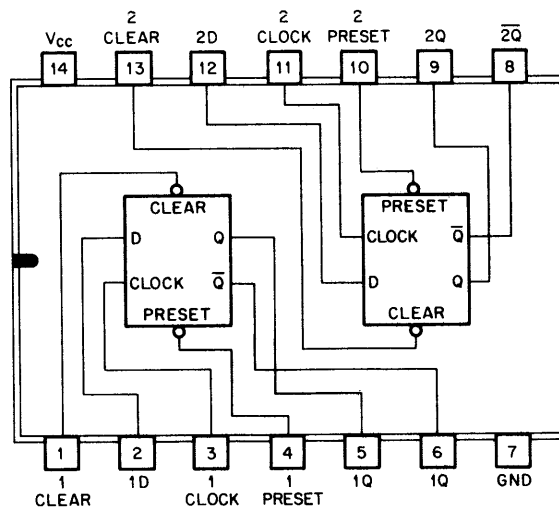 2 2 2
VCC CLEAR 2D CLOCK PRESET 2Q 2Q̅
14 13 12 11 10 9 8
CLEAR PRESET
D Q CLOCK Q̅
CLOCK Q̅ D Q
PRESET CLEAR
1 2 3 4 5 6 7
1 1D 1 1 1Q 1Q GND
CLEAR CLOCK PRESET